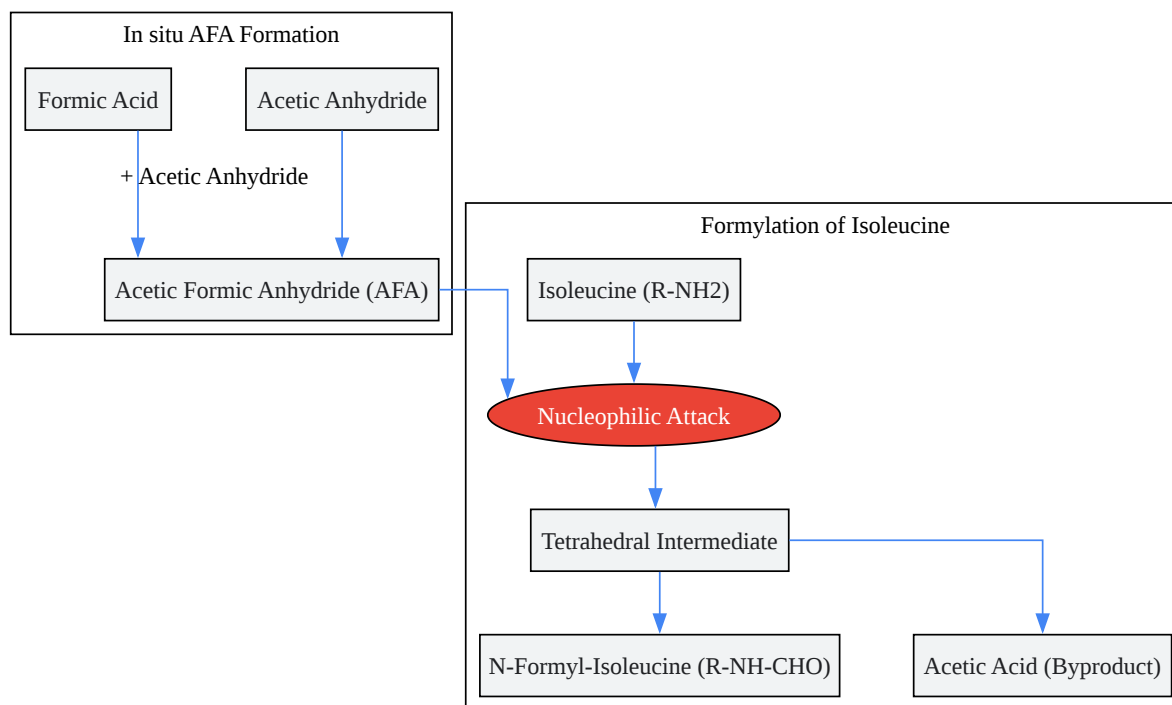 In situ AFA Formation
Formic Acid
Acetic Anhydride
+ Acetic Anhydride
Acetic Formic Anhydride (AFA)
Formylation of Isoleucine
Isoleucine (R-NH2)
Nucleophilic Attack
Tetrahedral Intermediate
N-Formyl-Isoleucine (R-NH-CHO)
Acetic Acid (Byproduct)